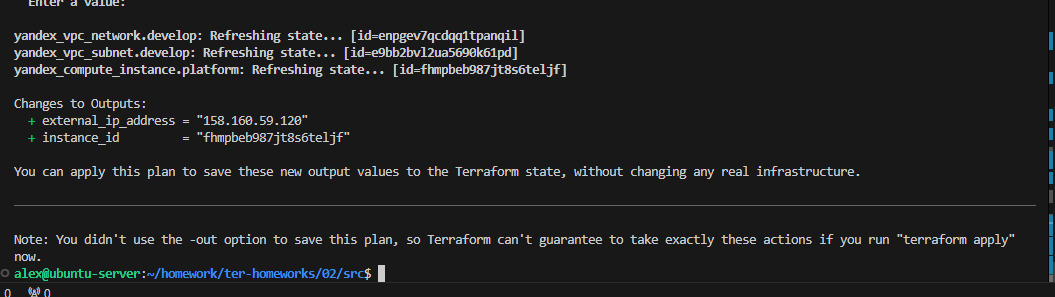 Enter a value:
yandex_vpc_network.develop: Refreshing state... [id=enpgev7qcdqq1tpanqil]
yandex_vpc_subnet.develop: Refreshing state... [id=e9bb2bvl2ua5690k61pd]
yandex_compute_instance.platform: Refreshing state... [id=fhmpbeb987jt8s6teljf]
Changes to Outputs:
+ external_ip_address = "158.160.59.120"
+ instance_id         = "fhmpbeb987jt8s6teljf"
You can apply this plan to save these new output values to the Terraform state, without changing any real infrastructure.
Note: You didn't use the -out option to save this plan, so Terraform can't guarantee to take exactly these actions if you run "terraform apply"
now.
alex@ubuntu-server:~/homework/ter-homeworks/02/src$
0 0